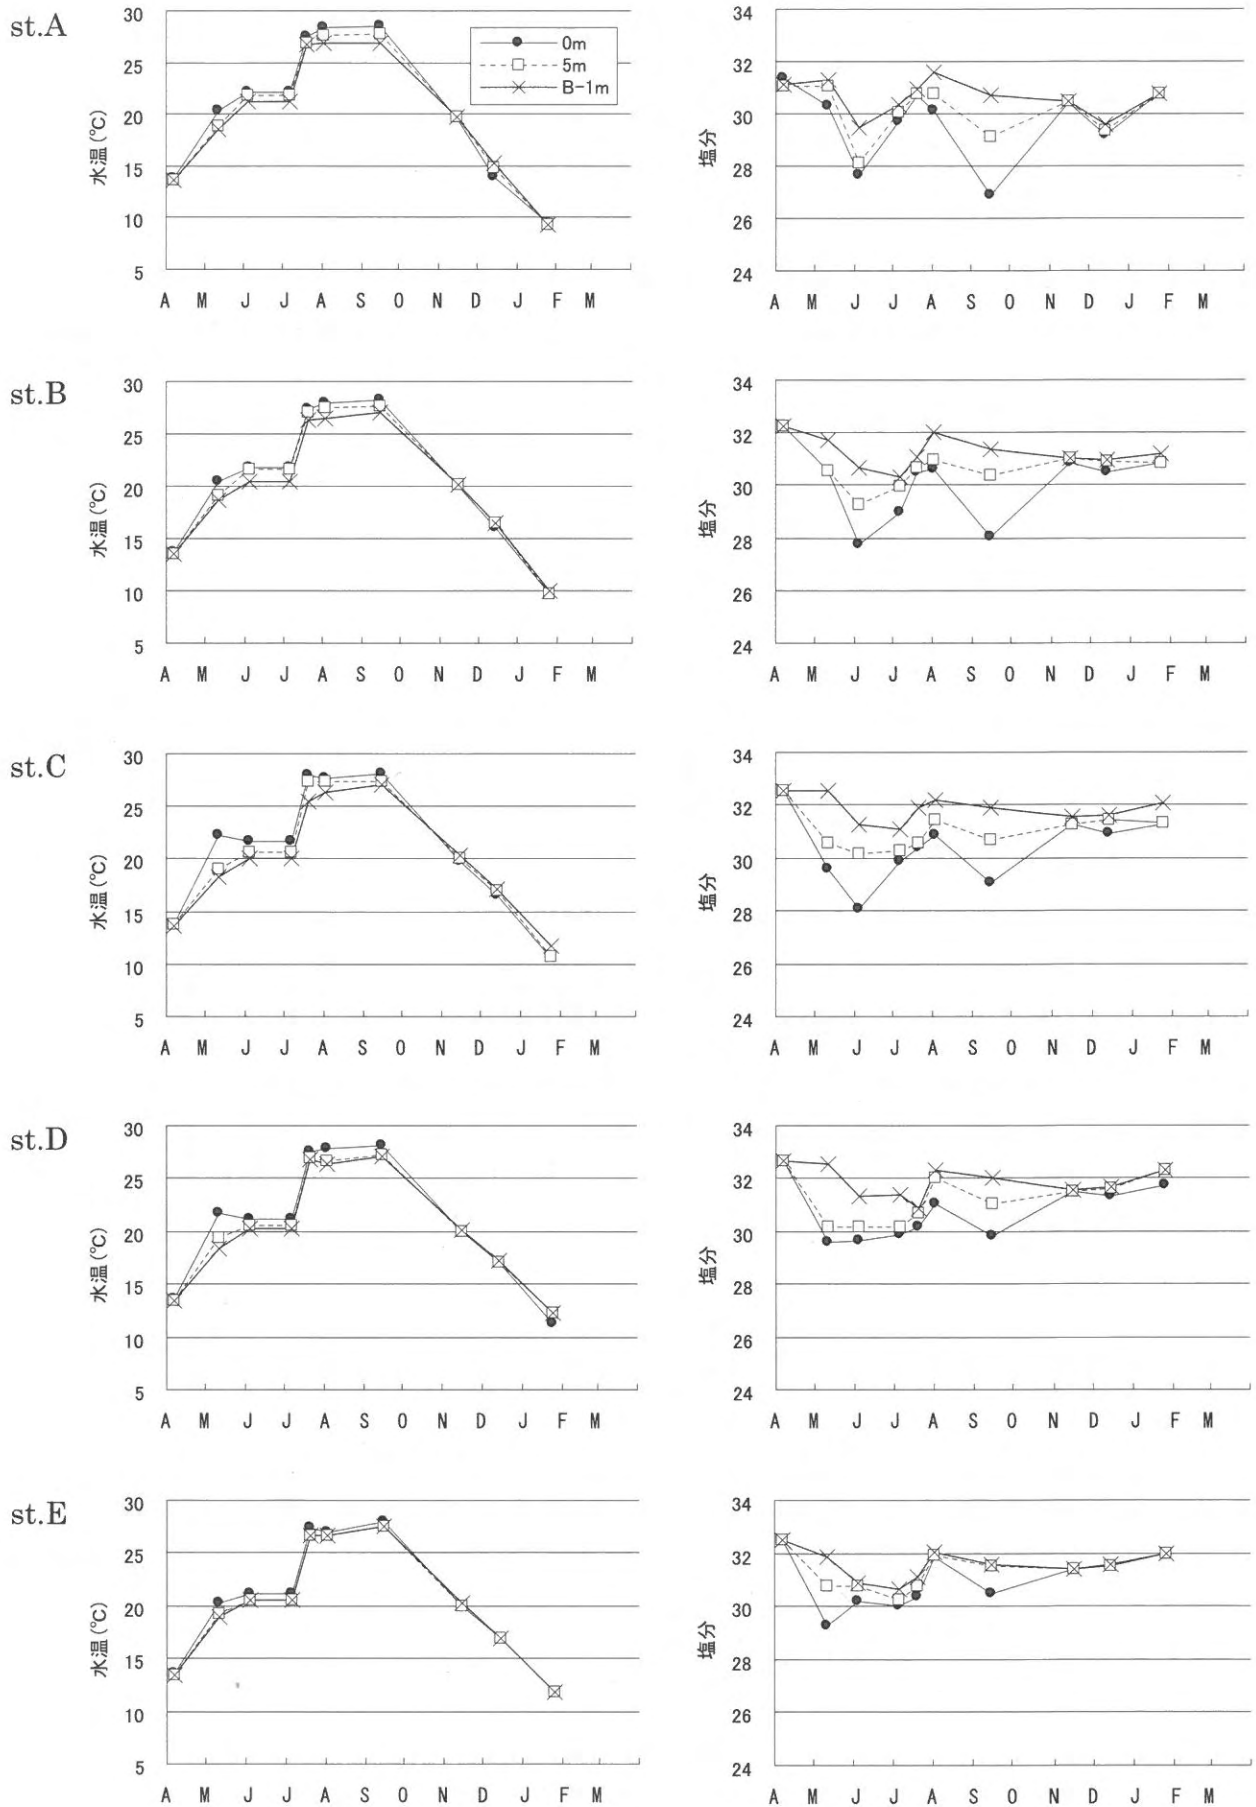 st.A
水温(℃)
30
25
20
15
10
5
A M J J A S O N D J F M
0m
5m
B-1m
塩分
34
32
30
28
26
24
A M J J A S O N D J F M
st.B
水温(℃)
30
25
20
15
10
5
A M J J A S O N D J F M
塩分
34
32
30
28
26
24
A M J J A S O N D J F M
st.C
水温(℃)
30
25
20
15
10
5
A M J J A S O N D J F M
塩分
34
32
30
28
26
24
A M J J A S O N D J F M
st.D
水温(℃)
30
25
20
15
10
5
A M J J A S O N D J F M
塩分
34
32
30
28
26
24
A M J J A S O N D J F M
st.E
水温(℃)
30
25
20
15
10
5
A M J J A S O N D J F M
塩分
34
32
30
28
26
24
A M J J A S O N D J F M